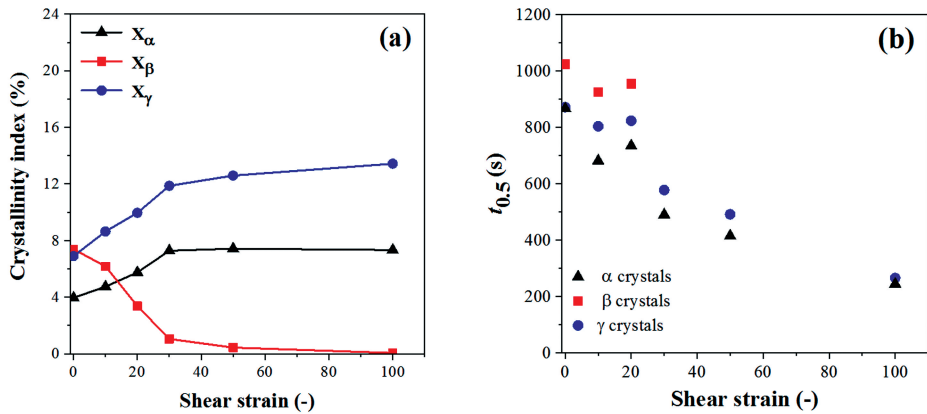 (a)
Xα
Xβ
Xγ
Crystallinity index (%)
24
20
16
12
8
4
0
0 20 40 60 80 100
Shear strain (-)
(b)
t0.5 (s)
1200
1000
800
600
400
200
0
α crystals
β crystals
γ crystals
0 20 40 60 80 100
Shear strain (-)